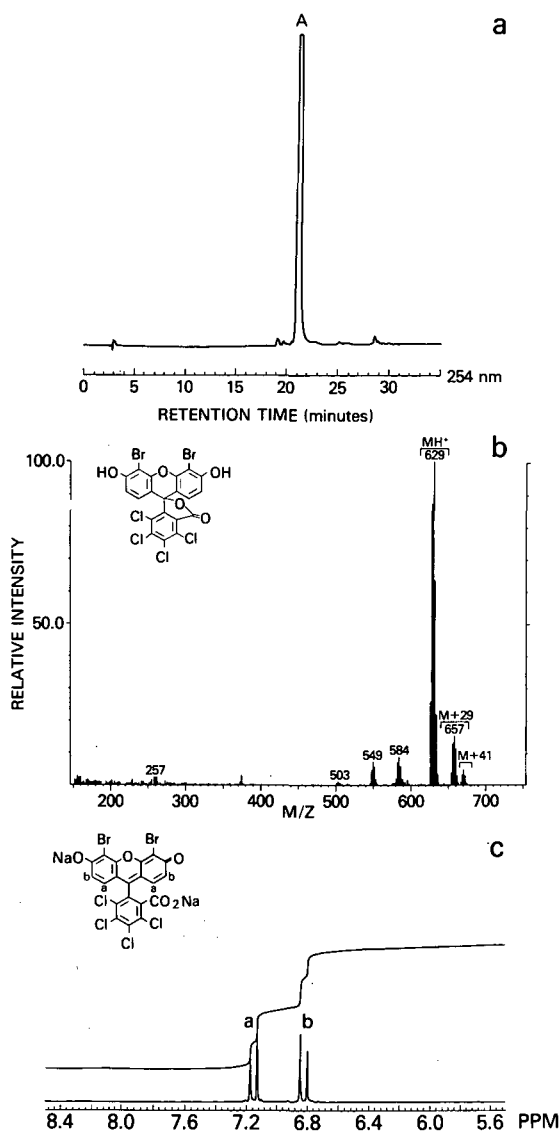 A
a
0 5 10 15 20 25 30
254 nm
RETENTION TIME (minutes)
b
100.0
50.0
RELATIVE INTENSITY
MH+
629
Br Br
HO O OH
O
Cl O
Cl
Cl Cl
M+29
657
M+41
257
503
549
584
200 300 400 500 600 700
M/Z
c
Br Br
NaO O O
b b
a a
Cl CO2Na
Cl Cl
Cl
a
b
8.4 8.0 7.6 7.2 6.8 6.4 6.0 5.6 PPM